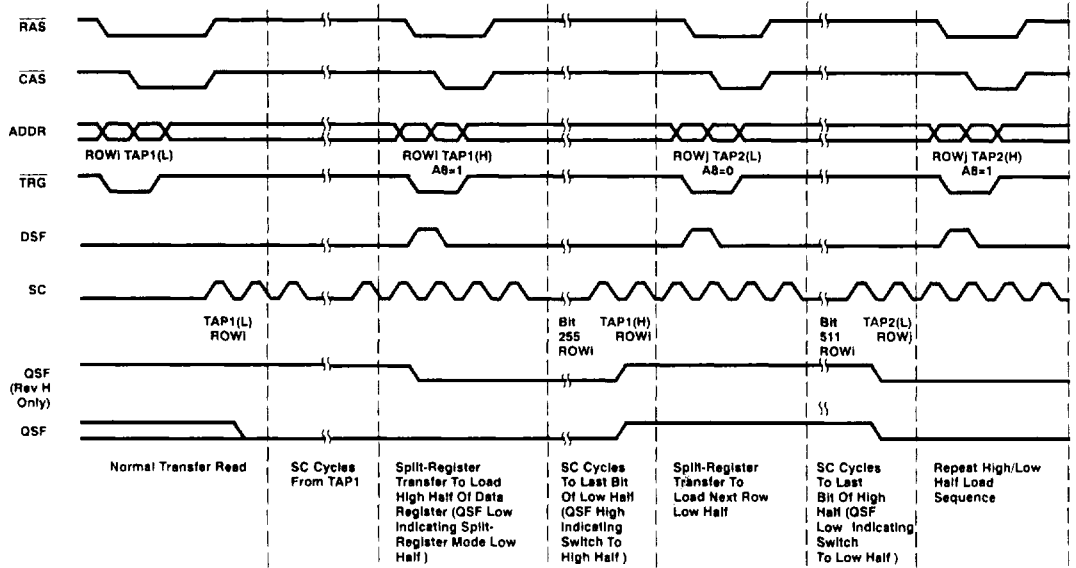 RAS
CAS
ADDR
ROWi TAP1(L)
ROWi TAP1(H)
A8=1
ROWj TAP2(L)
A8=0
ROWj TAP2(H)
A8=1
TRG
DSF
SC
TAP1(L)
ROWi
Bit
255
ROWi
TAP1(H)
ROWi
Bit
511
ROWi
TAP2(L)
ROWj
QSF
(Rev H
Only)
QSF
Normal Transfer Read
SC Cycles
From TAP1
Split-Register
Transfer To Load
High Half Of Data
Register (QSF Low
Indicating Split-
Register Mode Low
Half)
SC Cycles
To Last Bit
Of Low Half
(QSF High
Indicating
Switch To
High Half)
Split-Register
Transfer To
Load Next Row
Low Half
SC Cycles
To Last
Bit Of High
Half (QSF
Low Indicating
Switch
To Low Half)
Repeat High/Low
Half Load
Sequence